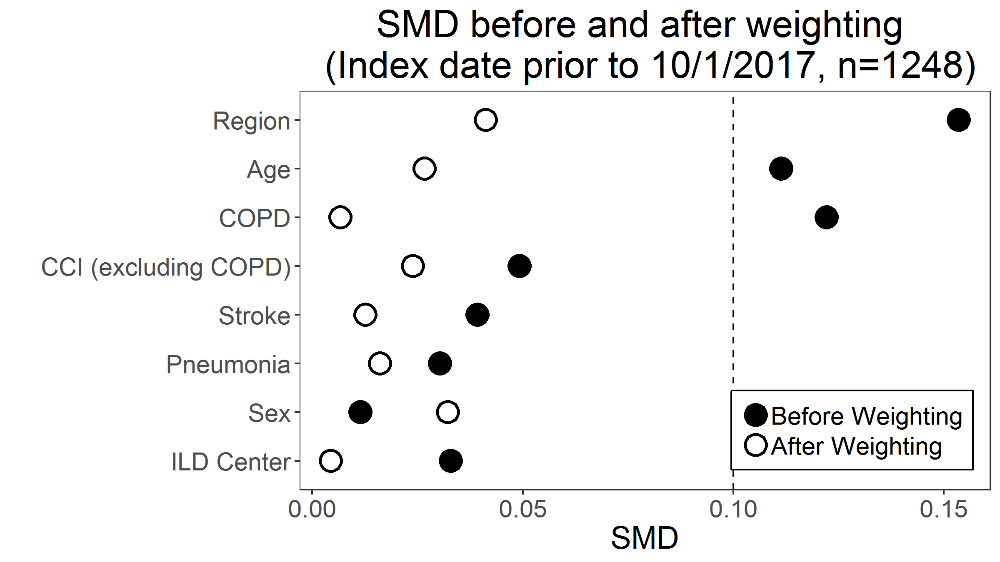 SMD before and after weighting
(Index date prior to 10/1/2017, n=1248)
Region
Age
COPD
CCI (excluding COPD)
Stroke
Pneumonia
Sex
ILD Center
Before Weighting
After Weighting
0.00 0.05 0.10 0.15
SMD